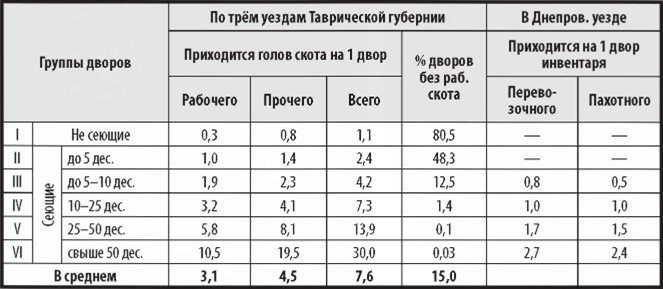 Группы дворов
По трём уездам Таврической губернии
В Днепров. уезде
Приходится голов скота на 1 двор
% дворов без раб. скота
Приходится на 1 двор инвентаря
Рабочего Прочего Всего Перево-
зочного Пахотного
I Не сеющие 0,3 0,8 1,1 80,5 — —
Сеющие
II до 5 дес. 1,0 1,4 2,4 48,3 — —
III до 5–10 дес. 1,9 2,3 4,2 12,5 0,8 0,5
IV 10–25 дес. 3,2 4,1 7,3 1,4 1,0 1,0
V 25–50 дес. 5,8 8,1 13,9 0,1 1,7 1,5
VI свыше 50 дес. 10,5 19,5 30,0 0,03 2,7 2,4
В среднем 3,1 4,5 7,6 15,0